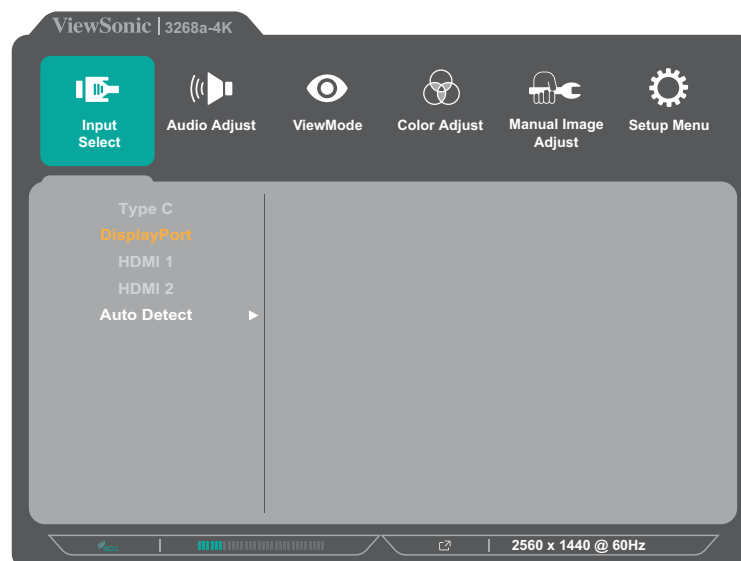 ViewSonic | 3268a-4K
Input
Select
Audio Adjust
ViewMode
Color Adjust
Manual Image
Adjust
Setup Menu
Type C
DisplayPort
HDMI 1
HDMI 2
Auto Detect
eco
2560 x 1440 @ 60Hz